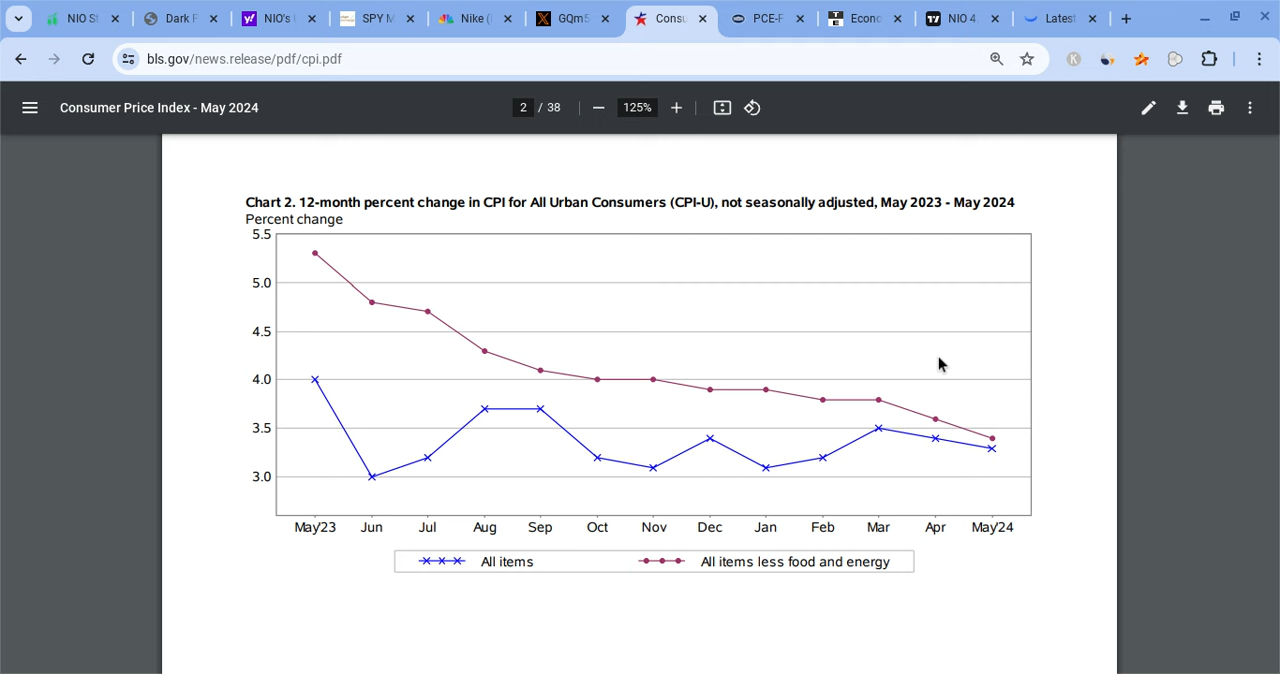 NIO St
Dark F
NIO's (
SPY M
Nike (
GQmS
Consu
PCE-F
Econo
NIO 4
Latest
bls.gov/news.release/pdf/cpi.pdf
Consumer Price Index - May 2024
2 / 38
125%
Chart 2. 12-month percent change in CPI for All Urban Consumers (CPI-U), not seasonally adjusted, May 2023 - May 2024
Percent change
5.5
5.0
4.5
4.0
3.5
3.0
May'23 Jun Jul Aug Sep Oct Nov Dec Jan Feb Mar Apr May'24
All items
All items less food and energy